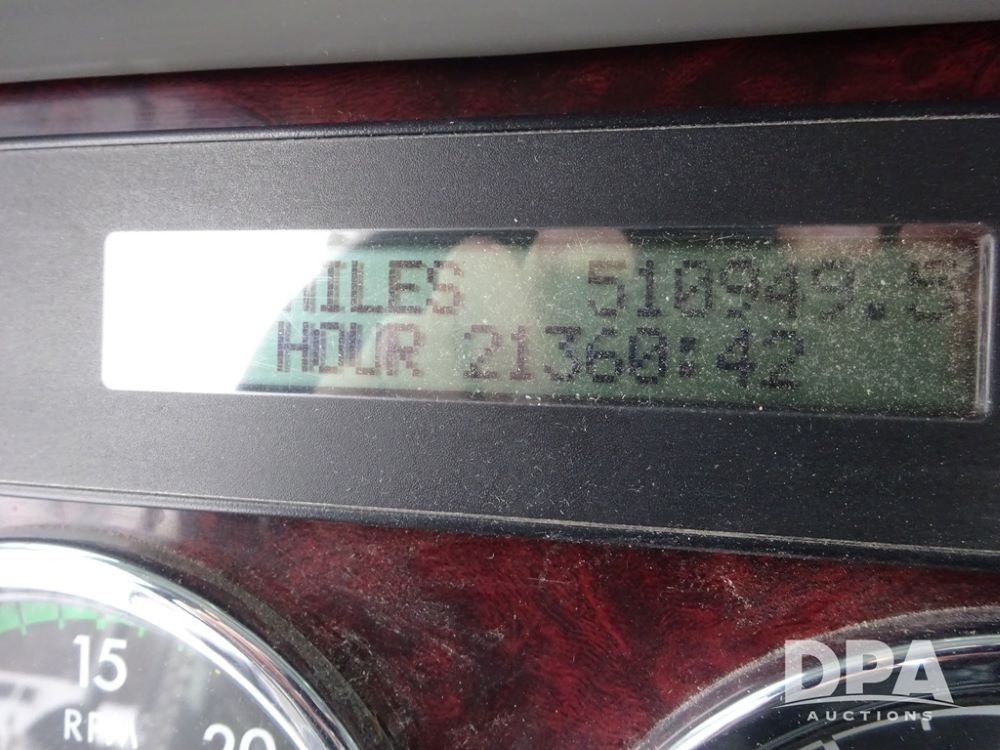 MILES 510949.5
HOUR 21360:42
15
RPM
20
DPA
AUCTIONS